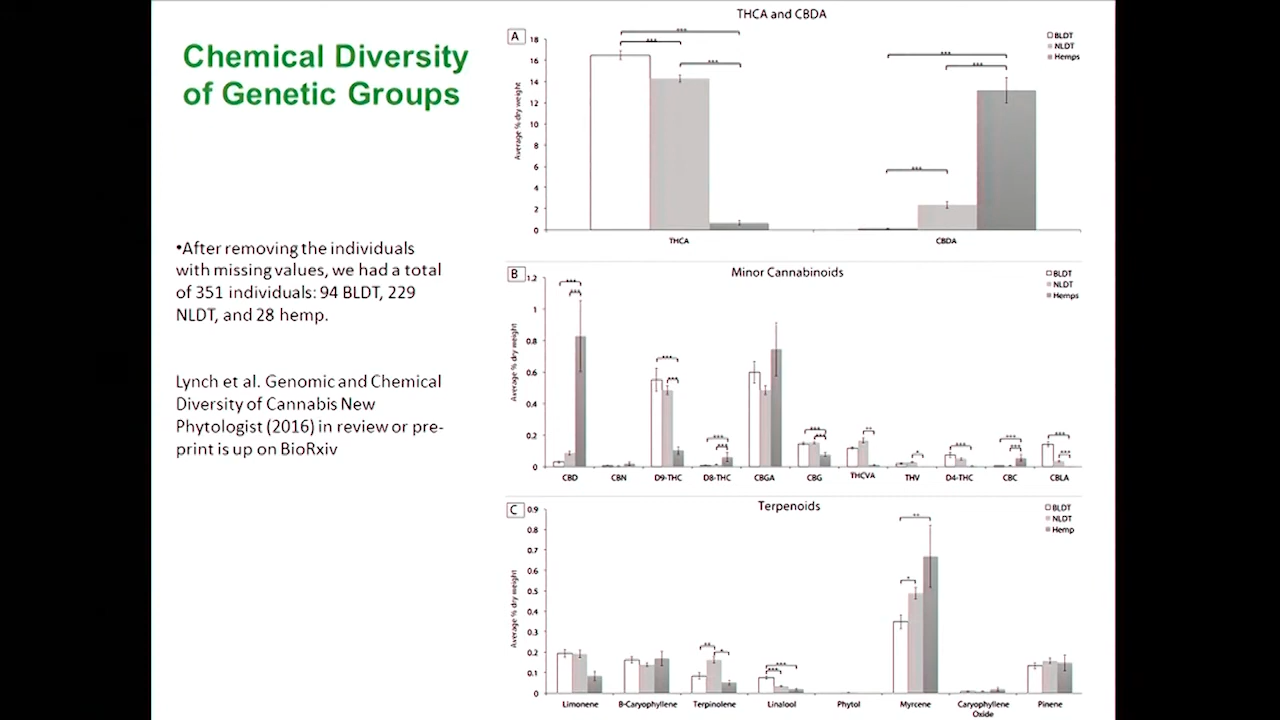 Chemical Diversity
of Genetic Groups
•After removing the individuals
with missing values, we had a total
of 351 individuals: 94 BLDT, 229
NLDT, and 28 hemp.
Lynch et al. Genomic and Chemical
Diversity of Cannabis New
Phytologist (2016) in review or pre-
print is up on BioRxiv
THCA and CBDA
A
BLDT
NLDT
Hemps
Average % dry weight
18
16
14
12
10
8
6
4
2
0
***
***
***
***
***
***
THCA
CBDA
B
Minor Cannabinoids
BLDT
NLDT
Hemps
Average % dry weight
1.2
1
0.8
0.6
0.4
0.2
0
***
***
***
***
***
***
***
***
**
*
***
***
***
***
***
CBD
CBN
D9-THC
D8-THC
CBGA
CBG
THCVA
THV
D4-THC
CBC
CBLA
C
Terpenoids
BLDT
NLDT
Hemp
Average % dry weight
0.9
0.8
0.7
0.6
0.5
0.4
0.3
0.2
0.1
0
**
*
***
***
*
**
Limonene
B-Caryophyllene
Terpinolene
Linalool
Phytol
Myrcene
Caryophyllene
Oxide
Pinene